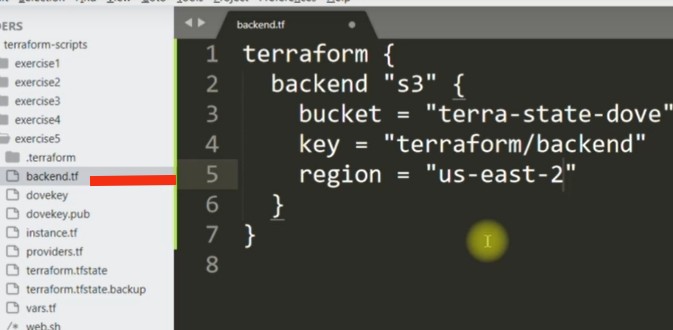 DERS
terraform-scripts
exercise1
exercise2
exercise3
exercise4
exercise5
.terraform
backend.tf
dovekey
dovekey.pub
instance.tf
providers.tf
terraform.tfstate
terraform.tfstate.backup
vars.tf
/* web.sh
backend.tf
1 terraform {
2 backend "s3" {
3 bucket = "terra-state-dove"
4 key = "terraform/backend"
5 region = "us-east-2"
6 }
7 }
8